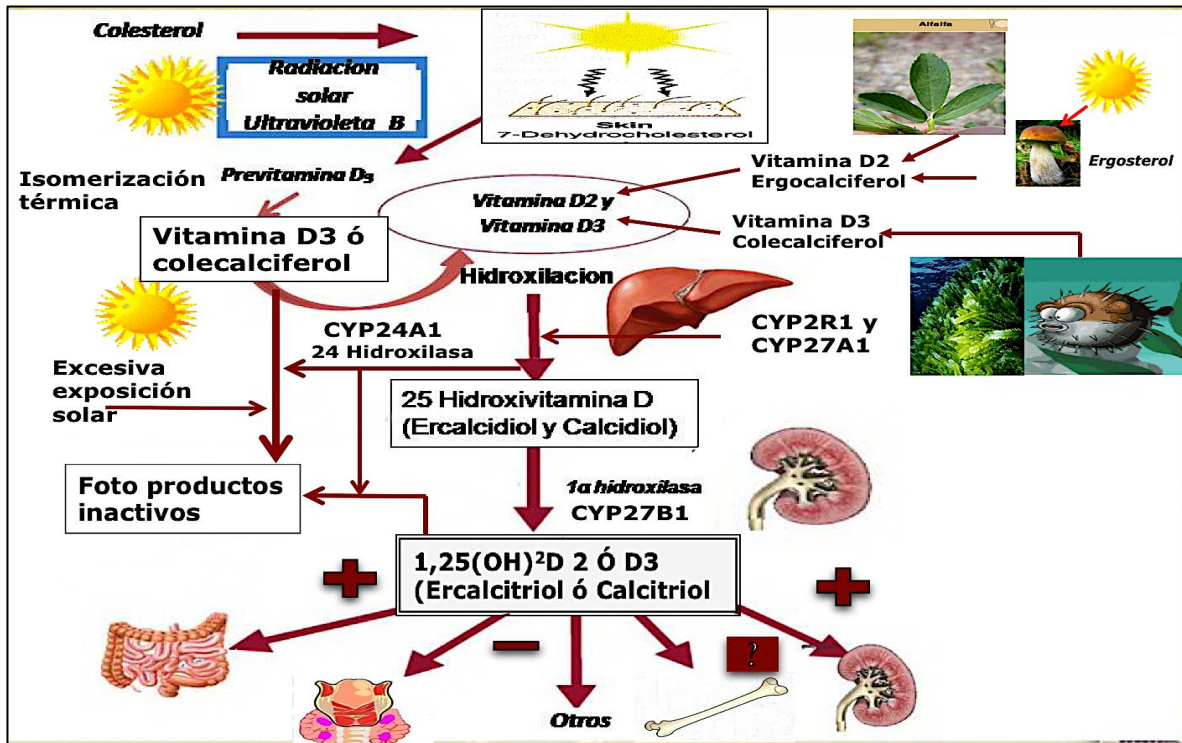 Colesterol
Radiacion
solar
Ultravioleta B
Skin
7-Dehydrocholesterol
Alfalfa
Ergosterol
Vitamina D2
Ergocalciferol
Isomerización
térmica
Previtamina D3
Vitamina D2 y
Vitamina D3
Vitamina D3
Colecalciferol
Vitamina D3 ó
colecalciferol
Hidroxilacion
CYP24A1
24 Hidroxilasa
CYP2R1 y
CYP27A1
Excesiva
exposición
solar
25 Hidroxivitamina D
(Ercalcidiol y Calcidiol)
Foto productos
inactivos
1α hidroxilasa
CYP27B1
1,25(OH)²D 2 Ó D3
(Ercalcitriol ó Calcitriol
+
+
−
?
Otros